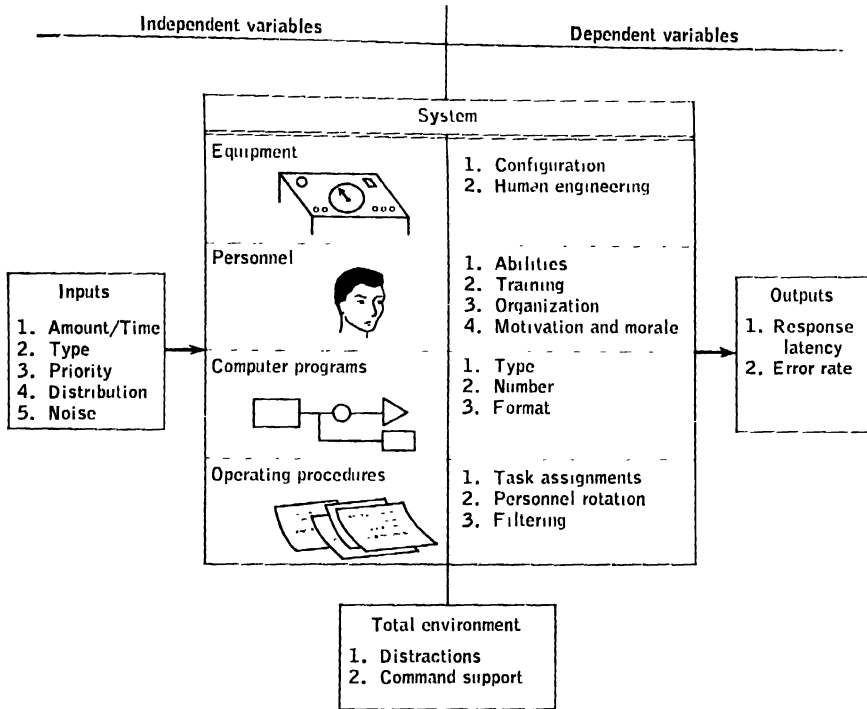 Independent variables
Dependent variables
System
Equipment
1. Configuration
2. Human engineering
Personnel
1. Abilities
2. Training
3. Organization
4. Motivation and morale
Inputs
1. Amount/Time
2. Type
3. Priority
4. Distribution
5. Noise
Computer programs
1. Type
2. Number
3. Format
Operating procedures
1. Task assignments
2. Personnel rotation
3. Filtering
Outputs
1. Response
latency
2. Error rate
Total environment
1. Distractions
2. Command support